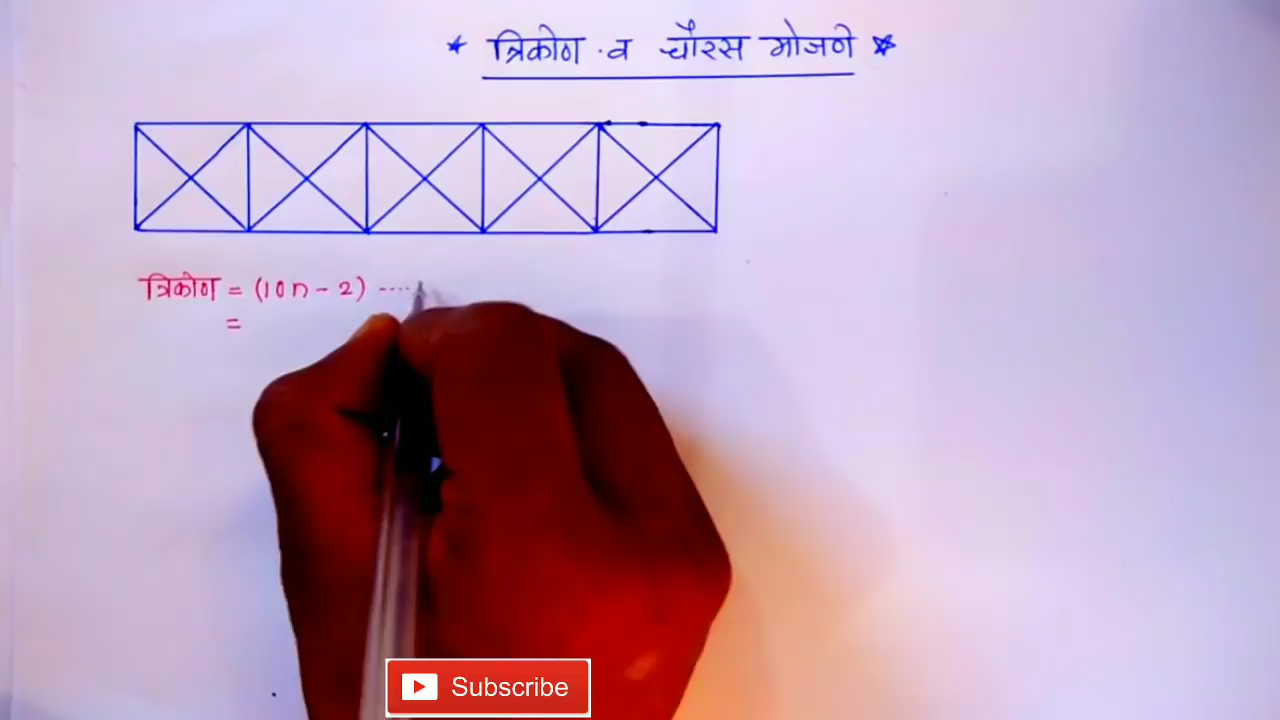 * त्रिकोण व चौरस मोजणे *
त्रिकोण = (10n - 2) ....
=
Subscribe